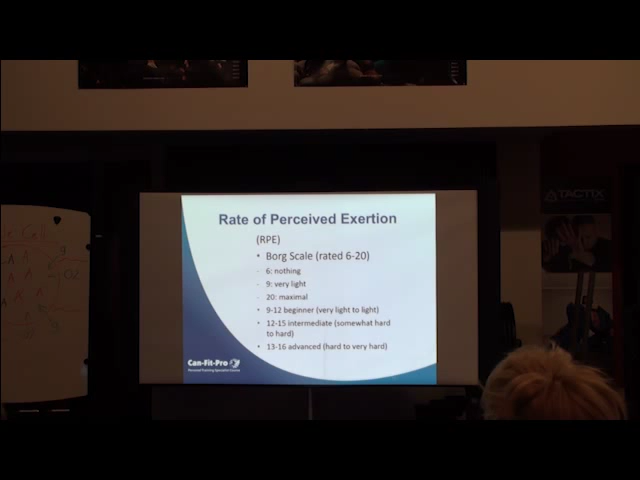 TACTIX
Cell
Rate of Perceived Exertion
(RPE)
• Borg Scale (rated 6-20)
- 6: nothing
- 9: very light
- 20: maximal
• 9-12 beginner (very light to light)
• 12-15 intermediate (somewhat hard
to hard)
• 13-16 advanced (hard to very hard)
Can-Fit-Pro